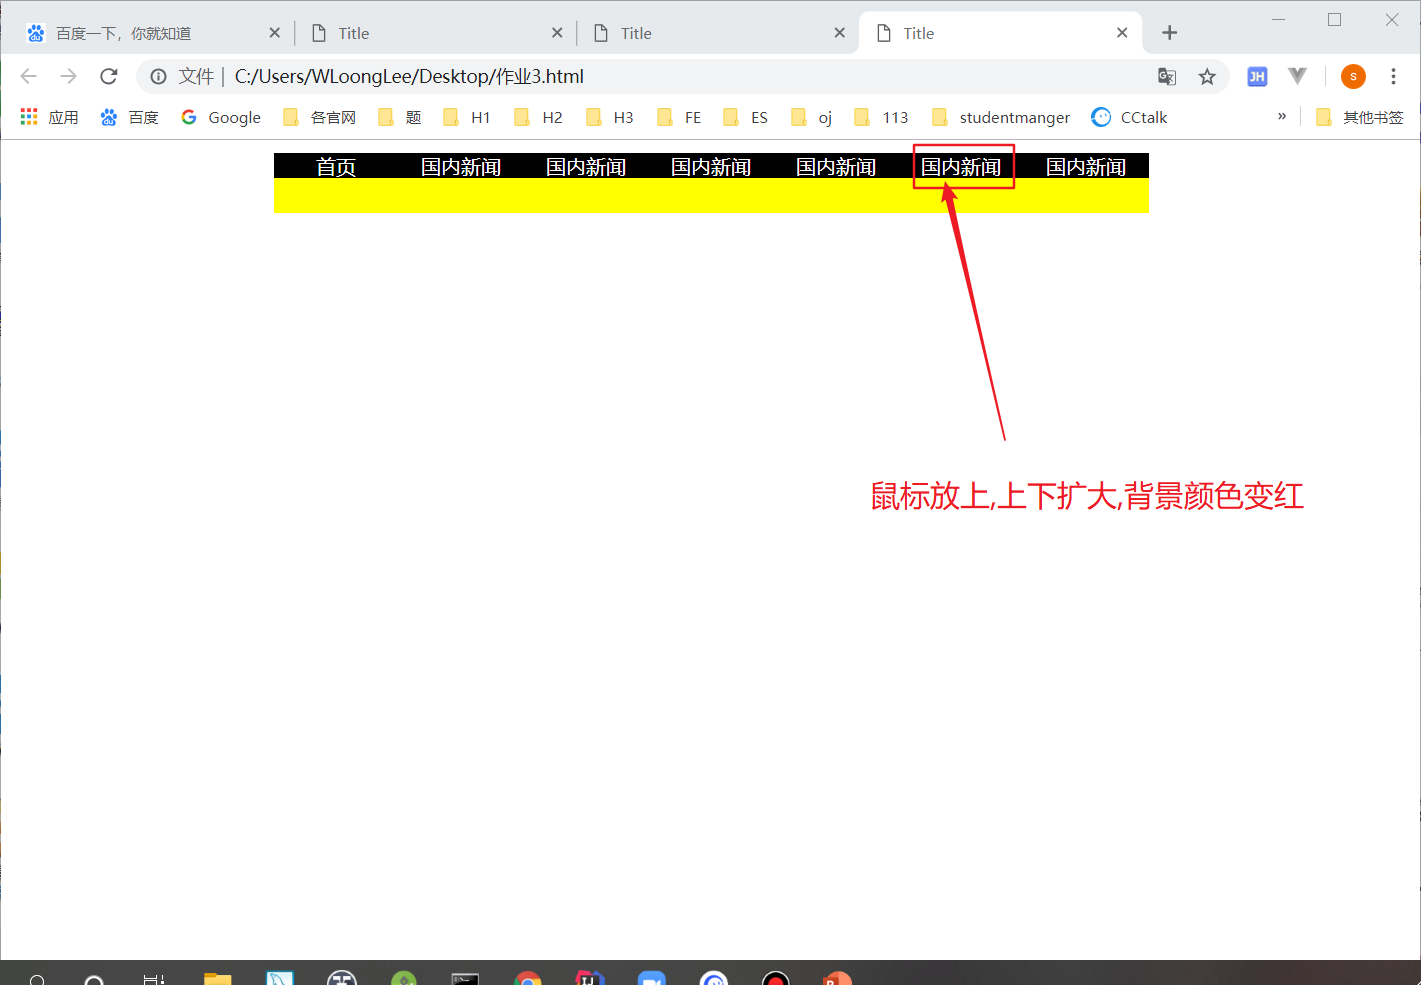 百度一下，你就知道
Title
Title
Title
文件 | C:/Users/WLoongLee/Desktop/作业3.html
JH
s
应用 百度 Google 各官网 题 H1 H2 H3 FE ES oj 113 studentmanger CCtalk » 其他书签
首页 国内新闻 国内新闻 国内新闻 国内新闻 国内新闻 国内新闻
鼠标放上,上下扩大,背景颜色变红